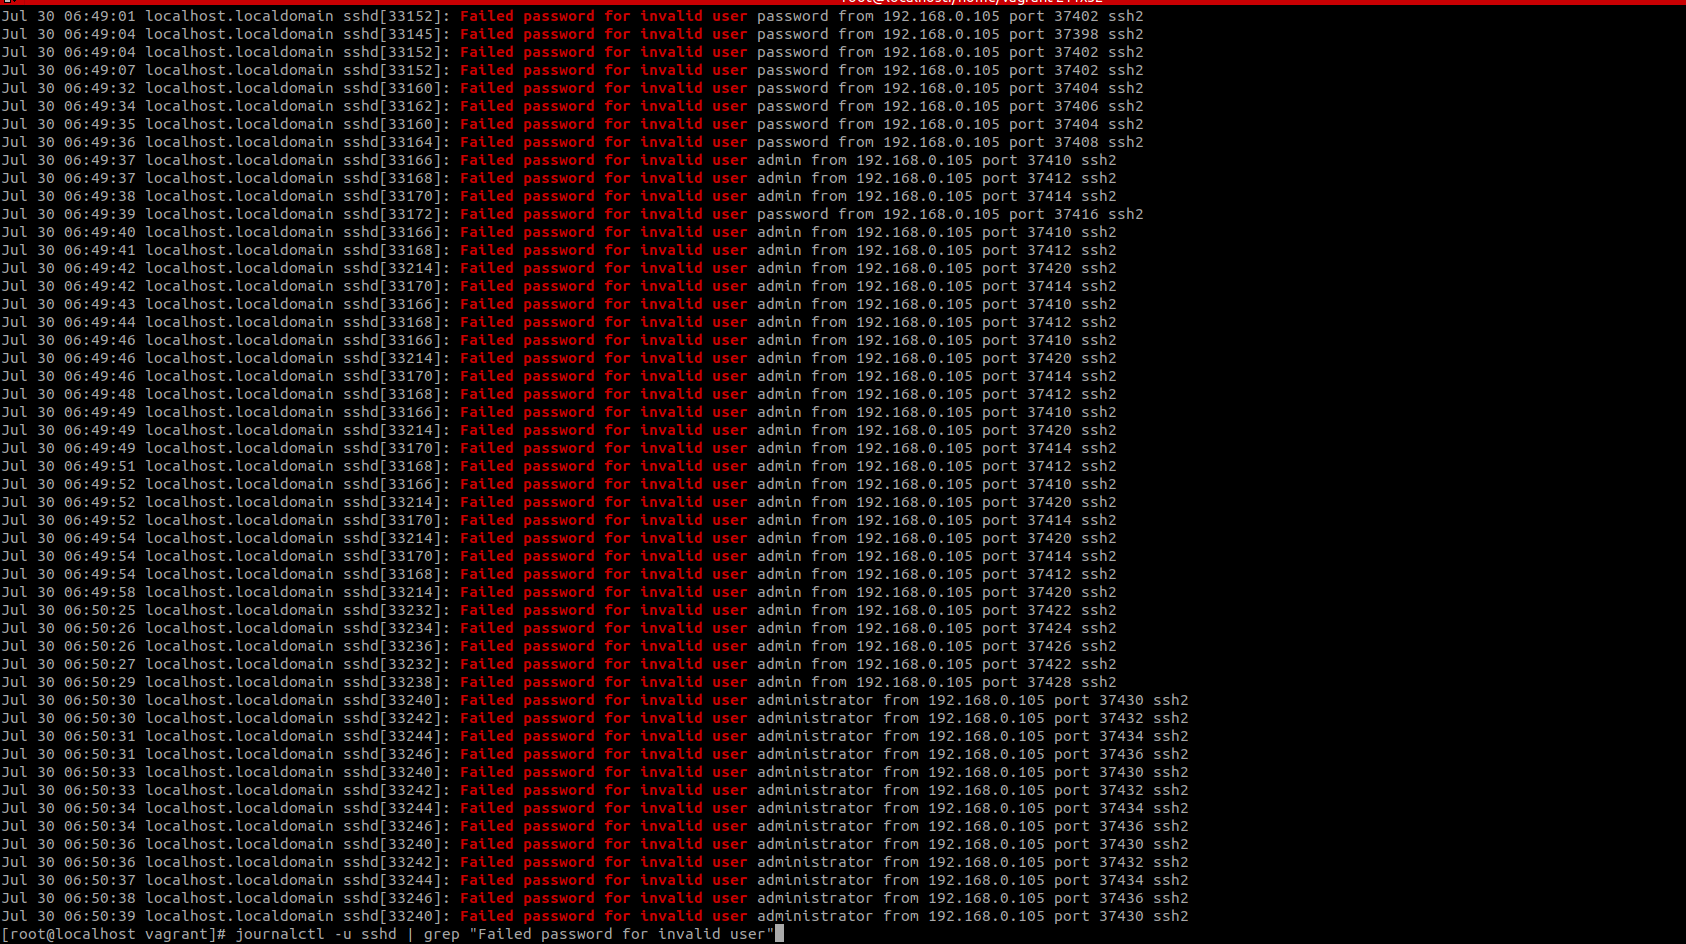 Jul 30 06:49:01 localhost.localdomain sshd[33152]: Failed password for invalid user password from 192.168.0.105 port 37402 ssh2
Jul 30 06:49:04 localhost.localdomain sshd[33145]: Failed password for invalid user password from 192.168.0.105 port 37398 ssh2
Jul 30 06:49:04 localhost.localdomain sshd[33152]: Failed password for invalid user password from 192.168.0.105 port 37402 ssh2
Jul 30 06:49:07 localhost.localdomain sshd[33152]: Failed password for invalid user password from 192.168.0.105 port 37402 ssh2
Jul 30 06:49:32 localhost.localdomain sshd[33160]: Failed password for invalid user password from 192.168.0.105 port 37404 ssh2
Jul 30 06:49:34 localhost.localdomain sshd[33162]: Failed password for invalid user password from 192.168.0.105 port 37406 ssh2
Jul 30 06:49:35 localhost.localdomain sshd[33160]: Failed password for invalid user password from 192.168.0.105 port 37404 ssh2
Jul 30 06:49:36 localhost.localdomain sshd[33164]: Failed password for invalid user password from 192.168.0.105 port 37408 ssh2
Jul 30 06:49:37 localhost.localdomain sshd[33166]: Failed password for invalid user admin from 192.168.0.105 port 37410 ssh2
Jul 30 06:49:37 localhost.localdomain sshd[33168]: Failed password for invalid user admin from 192.168.0.105 port 37412 ssh2
Jul 30 06:49:38 localhost.localdomain sshd[33170]: Failed password for invalid user admin from 192.168.0.105 port 37414 ssh2
Jul 30 06:49:39 localhost.localdomain sshd[33172]: Failed password for invalid user password from 192.168.0.105 port 37416 ssh2
Jul 30 06:49:40 localhost.localdomain sshd[33166]: Failed password for invalid user admin from 192.168.0.105 port 37410 ssh2
Jul 30 06:49:41 localhost.localdomain sshd[33168]: Failed password for invalid user admin from 192.168.0.105 port 37412 ssh2
Jul 30 06:49:42 localhost.localdomain sshd[33214]: Failed password for invalid user admin from 192.168.0.105 port 37420 ssh2
Jul 30 06:49:42 localhost.localdomain sshd[33170]: Failed password for invalid user admin from 192.168.0.105 port 37414 ssh2
Jul 30 06:49:43 localhost.localdomain sshd[33166]: Failed password for invalid user admin from 192.168.0.105 port 37410 ssh2
Jul 30 06:49:44 localhost.localdomain sshd[33168]: Failed password for invalid user admin from 192.168.0.105 port 37412 ssh2
Jul 30 06:49:46 localhost.localdomain sshd[33166]: Failed password for invalid user admin from 192.168.0.105 port 37410 ssh2
Jul 30 06:49:46 localhost.localdomain sshd[33214]: Failed password for invalid user admin from 192.168.0.105 port 37420 ssh2
Jul 30 06:49:46 localhost.localdomain sshd[33170]: Failed password for invalid user admin from 192.168.0.105 port 37414 ssh2
Jul 30 06:49:48 localhost.localdomain sshd[33168]: Failed password for invalid user admin from 192.168.0.105 port 37412 ssh2
Jul 30 06:49:49 localhost.localdomain sshd[33166]: Failed password for invalid user admin from 192.168.0.105 port 37410 ssh2
Jul 30 06:49:49 localhost.localdomain sshd[33214]: Failed password for invalid user admin from 192.168.0.105 port 37420 ssh2
Jul 30 06:49:49 localhost.localdomain sshd[33170]: Failed password for invalid user admin from 192.168.0.105 port 37414 ssh2
Jul 30 06:49:51 localhost.localdomain sshd[33168]: Failed password for invalid user admin from 192.168.0.105 port 37412 ssh2
Jul 30 06:49:52 localhost.localdomain sshd[33166]: Failed password for invalid user admin from 192.168.0.105 port 37410 ssh2
Jul 30 06:49:52 localhost.localdomain sshd[33214]: Failed password for invalid user admin from 192.168.0.105 port 37420 ssh2
Jul 30 06:49:52 localhost.localdomain sshd[33170]: Failed password for invalid user admin from 192.168.0.105 port 37414 ssh2
Jul 30 06:49:54 localhost.localdomain sshd[33214]: Failed password for invalid user admin from 192.168.0.105 port 37420 ssh2
Jul 30 06:49:54 localhost.localdomain sshd[33170]: Failed password for invalid user admin from 192.168.0.105 port 37414 ssh2
Jul 30 06:49:54 localhost.localdomain sshd[33168]: Failed password for invalid user admin from 192.168.0.105 port 37412 ssh2
Jul 30 06:49:58 localhost.localdomain sshd[33214]: Failed password for invalid user admin from 192.168.0.105 port 37420 ssh2
Jul 30 06:50:25 localhost.localdomain sshd[33232]: Failed password for invalid user admin from 192.168.0.105 port 37422 ssh2
Jul 30 06:50:26 localhost.localdomain sshd[33234]: Failed password for invalid user admin from 192.168.0.105 port 37424 ssh2
Jul 30 06:50:26 localhost.localdomain sshd[33236]: Failed password for invalid user admin from 192.168.0.105 port 37426 ssh2
Jul 30 06:50:27 localhost.localdomain sshd[33232]: Failed password for invalid user admin from 192.168.0.105 port 37422 ssh2
Jul 30 06:50:29 localhost.localdomain sshd[33238]: Failed password for invalid user admin from 192.168.0.105 port 37428 ssh2
Jul 30 06:50:30 localhost.localdomain sshd[33240]: Failed password for invalid user administrator from 192.168.0.105 port 37430 ssh2
Jul 30 06:50:30 localhost.localdomain sshd[33242]: Failed password for invalid user administrator from 192.168.0.105 port 37432 ssh2
Jul 30 06:50:31 localhost.localdomain sshd[33244]: Failed password for invalid user administrator from 192.168.0.105 port 37434 ssh2
Jul 30 06:50:31 localhost.localdomain sshd[33246]: Failed password for invalid user administrator from 192.168.0.105 port 37436 ssh2
Jul 30 06:50:33 localhost.localdomain sshd[33240]: Failed password for invalid user administrator from 192.168.0.105 port 37430 ssh2
Jul 30 06:50:33 localhost.localdomain sshd[33242]: Failed password for invalid user administrator from 192.168.0.105 port 37432 ssh2
Jul 30 06:50:34 localhost.localdomain sshd[33244]: Failed password for invalid user administrator from 192.168.0.105 port 37434 ssh2
Jul 30 06:50:34 localhost.localdomain sshd[33246]: Failed password for invalid user administrator from 192.168.0.105 port 37436 ssh2
Jul 30 06:50:36 localhost.localdomain sshd[33240]: Failed password for invalid user administrator from 192.168.0.105 port 37430 ssh2
Jul 30 06:50:36 localhost.localdomain sshd[33242]: Failed password for invalid user administrator from 192.168.0.105 port 37432 ssh2
Jul 30 06:50:37 localhost.localdomain sshd[33244]: Failed password for invalid user administrator from 192.168.0.105 port 37434 ssh2
Jul 30 06:50:38 localhost.localdomain sshd[33246]: Failed password for invalid user administrator from 192.168.0.105 port 37436 ssh2
Jul 30 06:50:39 localhost.localdomain sshd[33240]: Failed password for invalid user administrator from 192.168.0.105 port 37430 ssh2
[root@localhost vagrant]# journalctl -u sshd | grep "Failed password for invalid user"